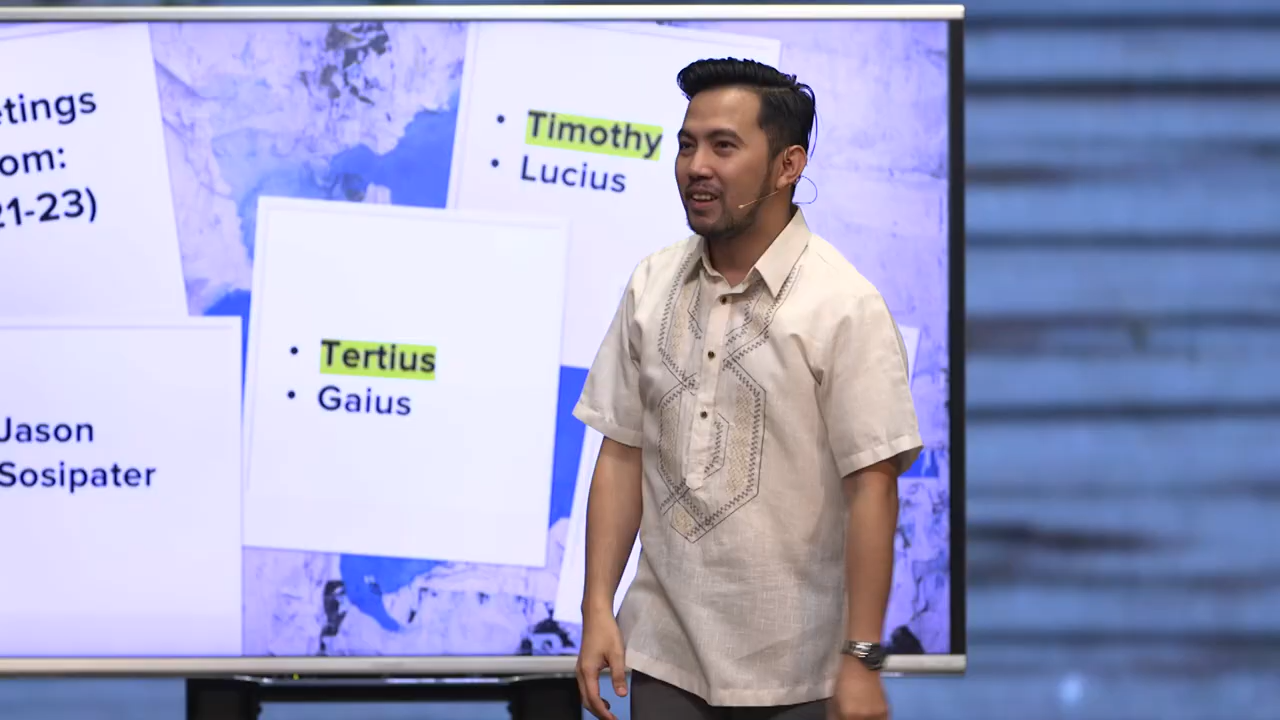 etings
om:
21-23)
• Timothy
• Lucius
• Tertius
• Gaius
Jason
Sosipater